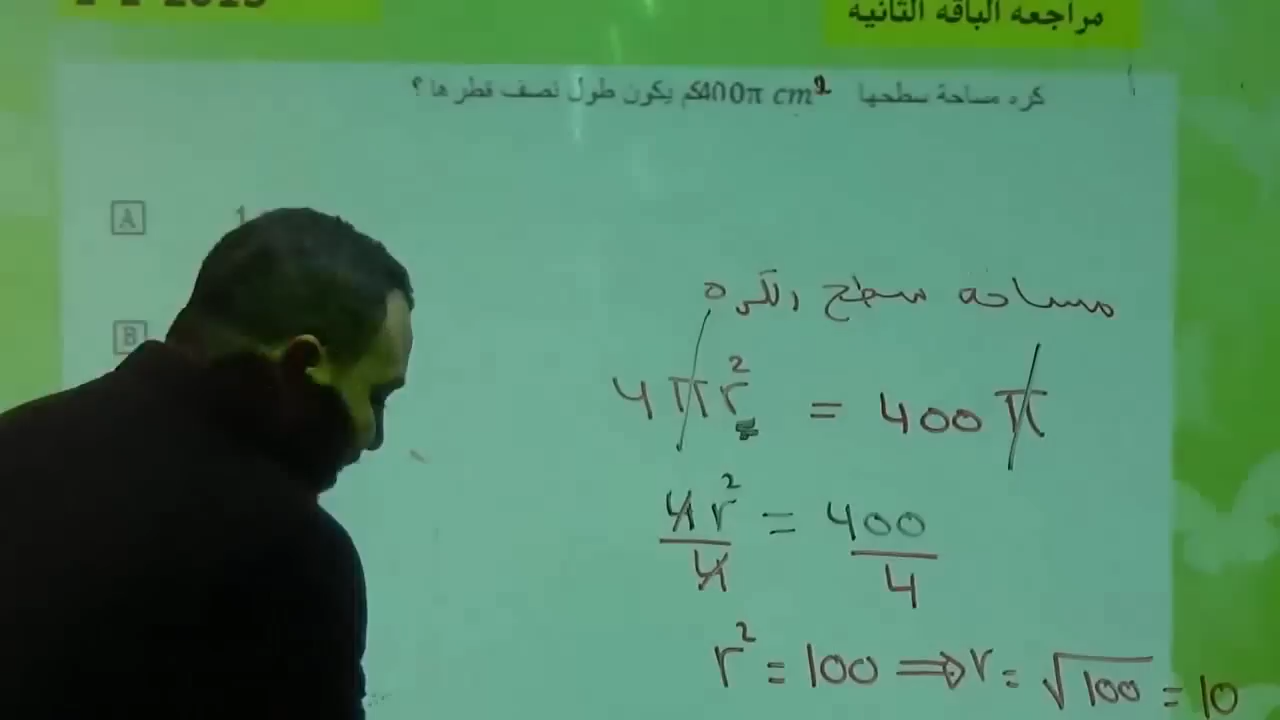 مراجعه الباقه الثانيه
كره مساحة سطحها 400π cm² كم يكون طول نصف قطرها ؟
A
B
مساحه سطح الكره
4πr² = 400π
4r²/4 = 400/4
r² = 100 ⇒ r = √100 = 10